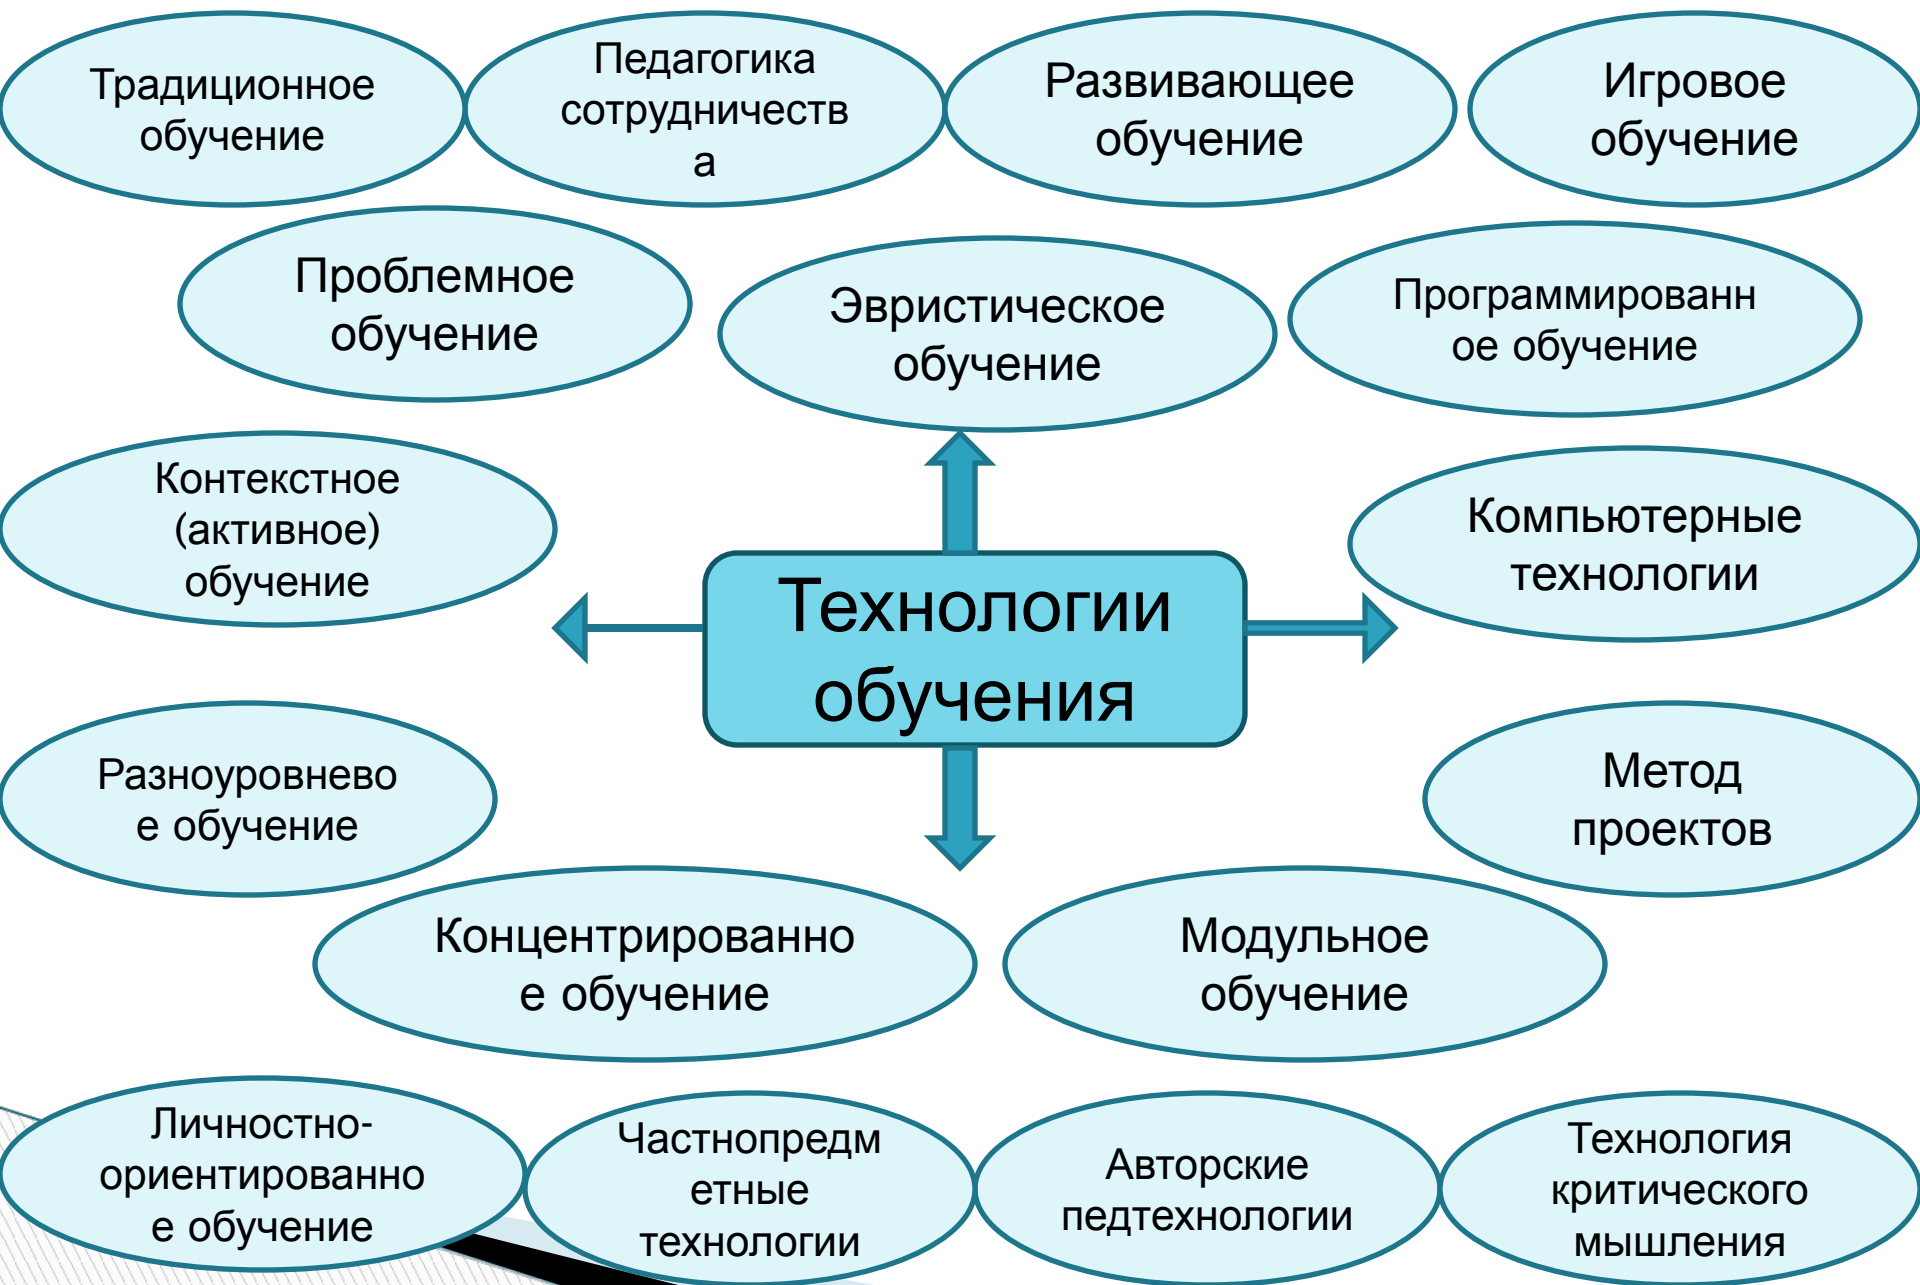 Традиционное
обучение
Педагогика
сотрудничеств
а
Развивающее
обучение
Игровое
обучение
Проблемное
обучение
Эвристическое
обучение
Программированн
ое обучение
Контекстное
(активное)
обучение
Компьютерные
технологии
Технологии
обучения
Разноуровнево
е обучение
Метод
проектов
Концентрированно
е обучение
Модульное
обучение
Личностно-
ориентированно
е обучение
Частнопредм
етные
технологии
Авторские
педтехнологии
Технология
критического
мышления